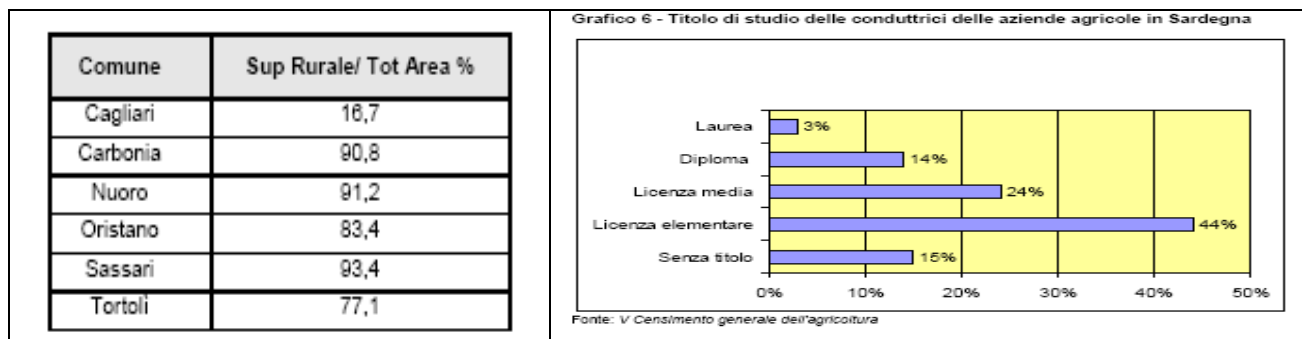 Comune Sup Rurale/ Tot Area %
Cagliari 16,7
Carbonia 90,8
Nuoro 91,2
Oristano 83,4
Sassari 93,4
Tortolì 77,1
Grafico 6 - Titolo di studio delle conduttrici delle aziende agricole in Sardegna
Laurea 3%
Diploma 14%
Licenza media 24%
Licenza elementare 44%
Senza titolo 15%
0% 10% 20% 30% 40% 50%
Fonte: V Censimento generale dell'agricoltura